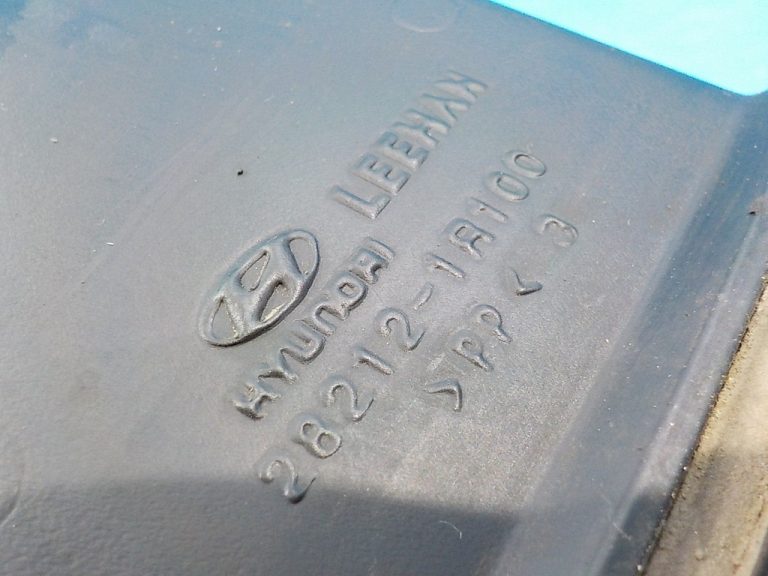 LEEHAN
HYUNDAI
28212-1R100
>PP< 3